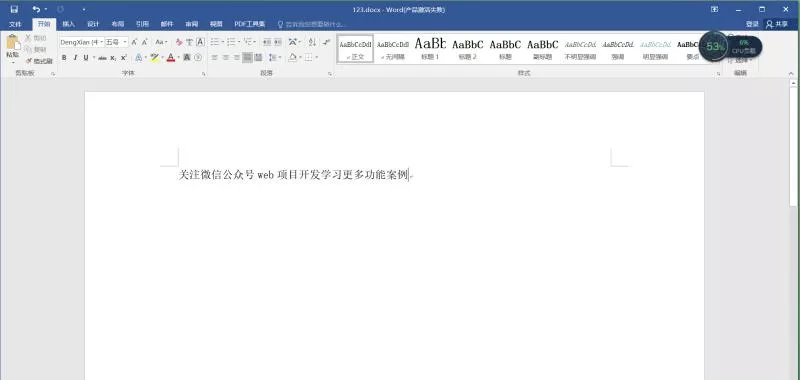 123.docx - Word(产品激活失败)
文件 开始 插入 设计 布局 引用 邮件 审阅 视图 PDF工具集 告诉我您想要做什么... 登录 共享
剪切
复制
粘贴 格式刷
DengXian 五号
B I U abc x₂ x²
AaBbCcDdI AaBbCcDdI AaBb AaBbC AaBbC AaBbC AaBbCcDd. AaBbCcDd. AaBbCcDd. AaBbC
正文 无间隔 标题 1 标题 2 标题 副标题 不明显强调 强调 明显强调 要点
53% 6% CPU负载
选择
剪贴板 字体 段落 样式 编辑
关注微信公众号 web 项目开发学习更多功能案例